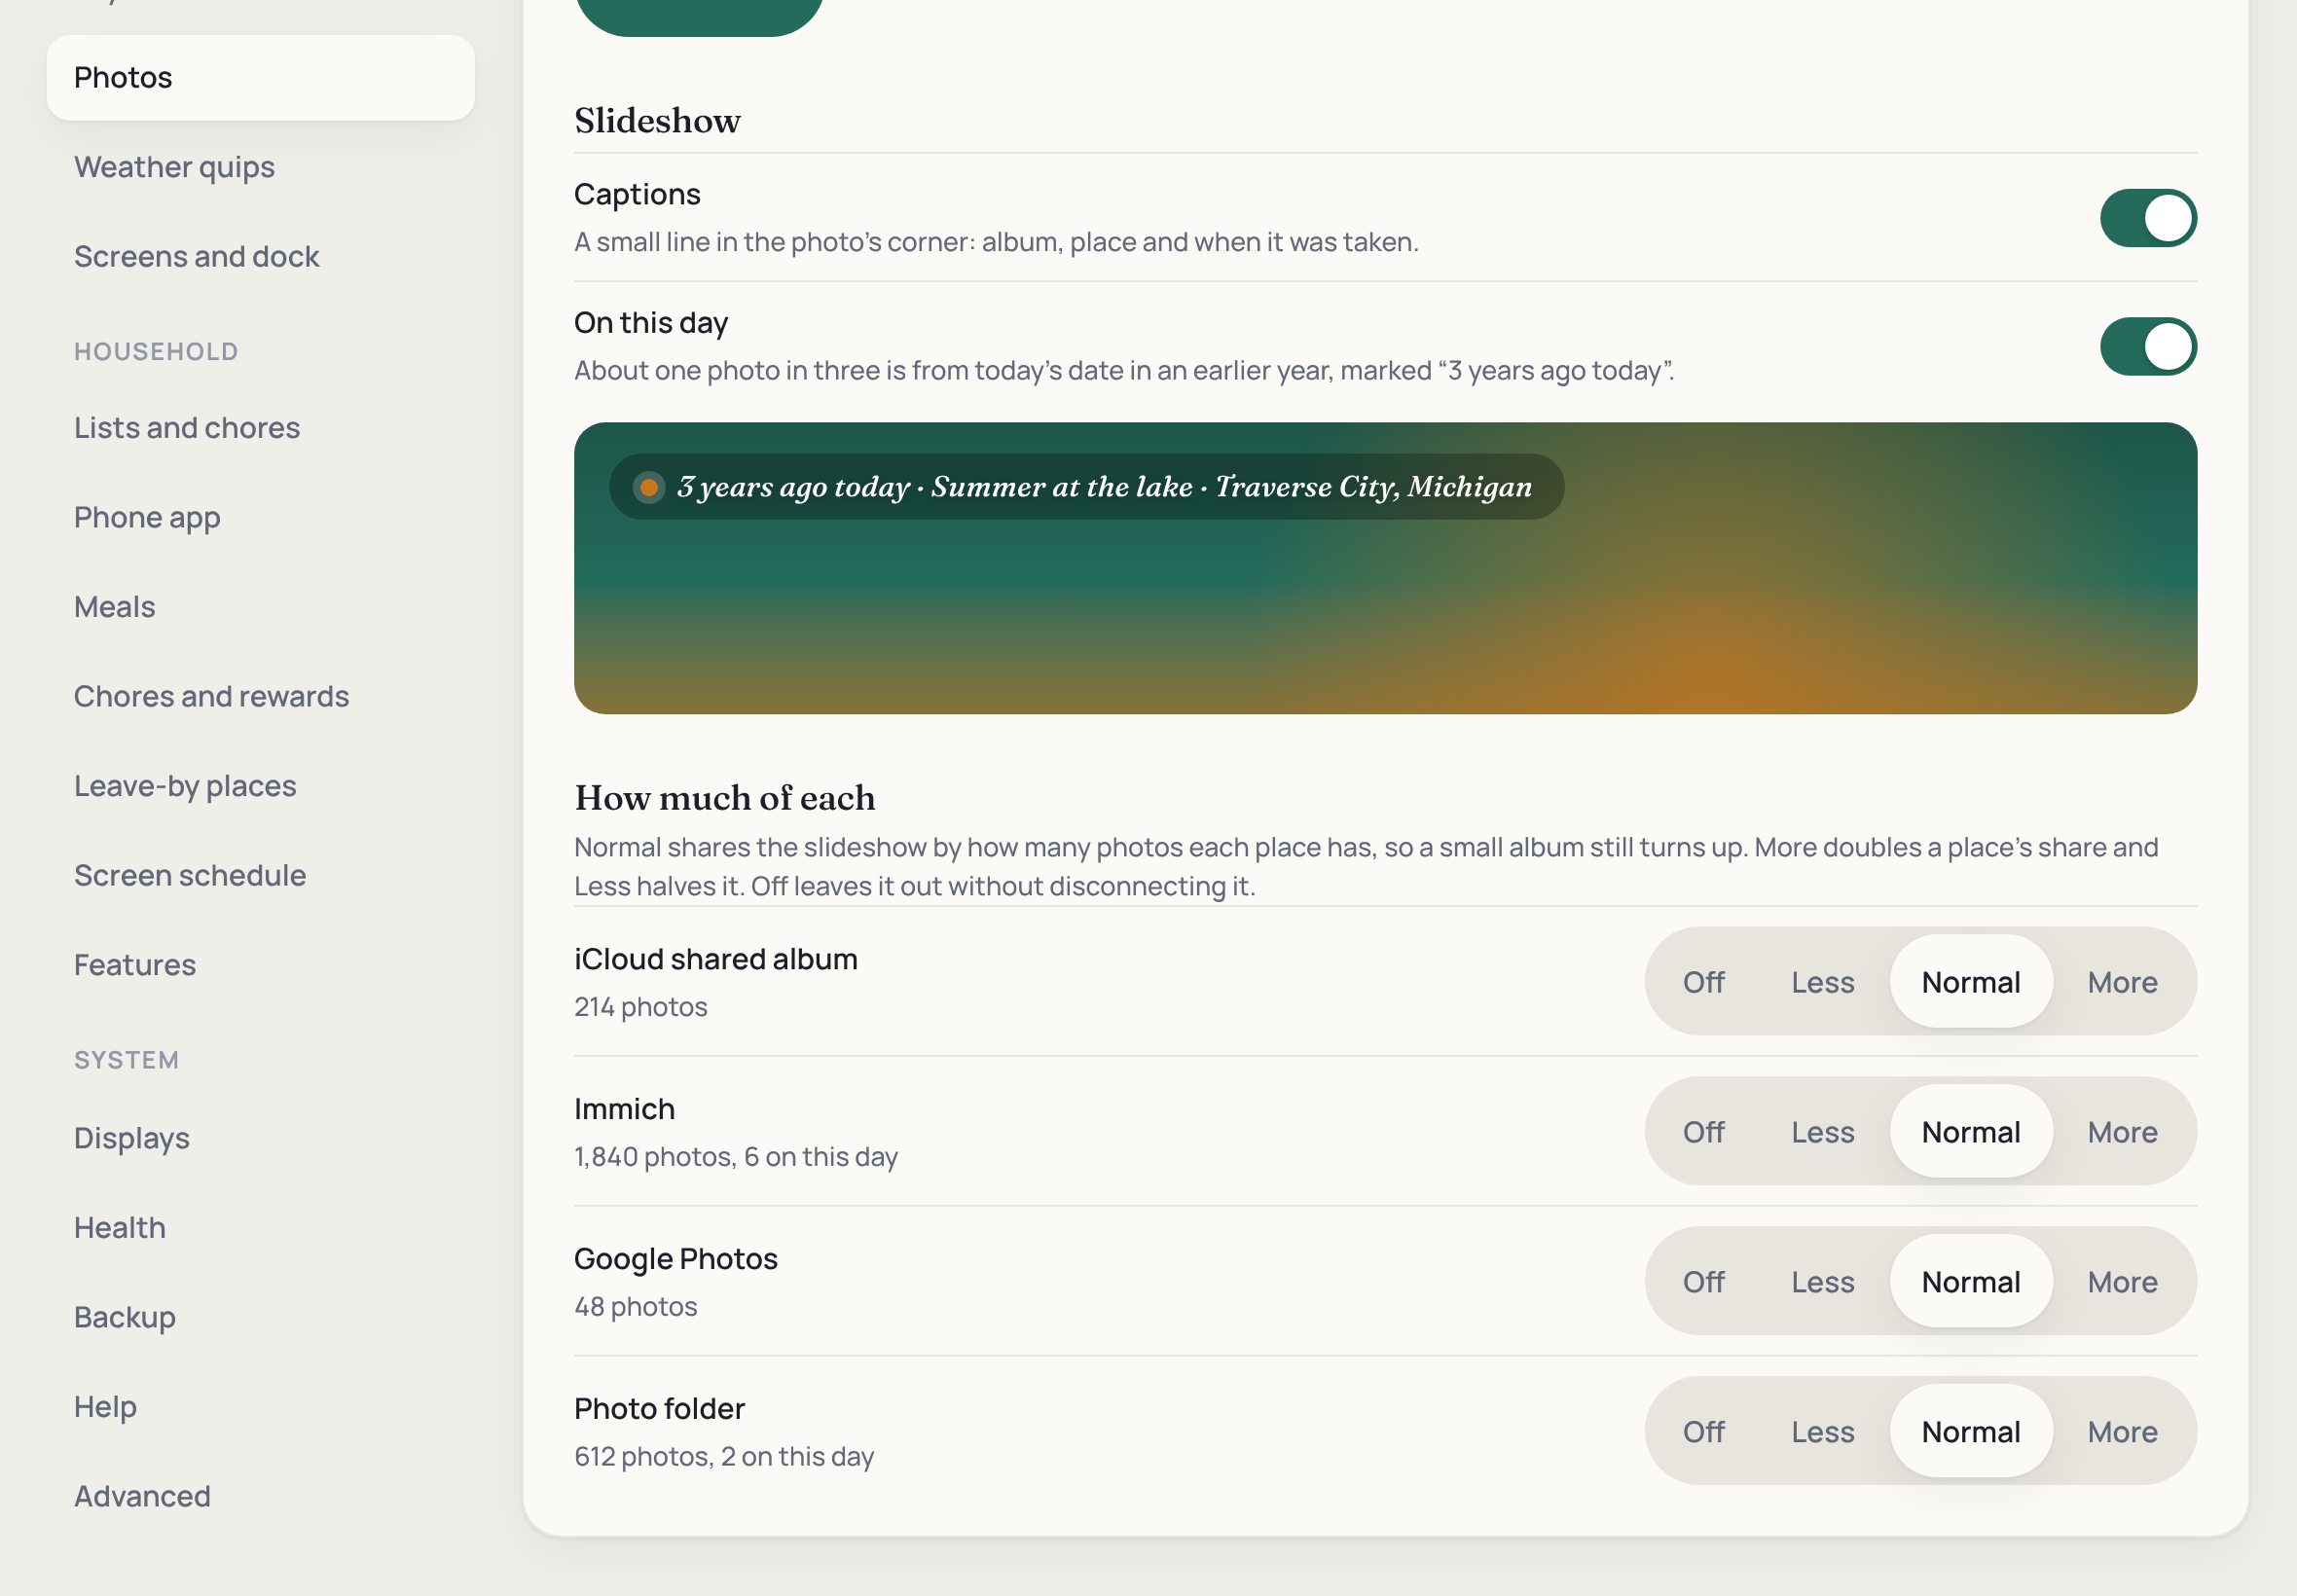 Photos
Weather quips
Screens and dock
HOUSEHOLD
Lists and chores
Phone app
Meals
Chores and rewards
Leave-by places
Screen schedule
Features
SYSTEM
Displays
Health
Backup
Help
Advanced
Slideshow
Captions
A small line in the photo’s corner: album, place and when it was taken.
On this day
About one photo in three is from today’s date in an earlier year, marked “3 years ago today”.
3 years ago today · Summer at the lake · Traverse City, Michigan
How much of each
Normal shares the slideshow by how many photos each place has, so a small album still turns up. More doubles a place’s share and
Less halves it. Off leaves it out without disconnecting it.
iCloud shared album
214 photos
Off Less Normal More
Immich
1,840 photos, 6 on this day
Off Less Normal More
Google Photos
48 photos
Off Less Normal More
Photo folder
612 photos, 2 on this day
Off Less Normal More